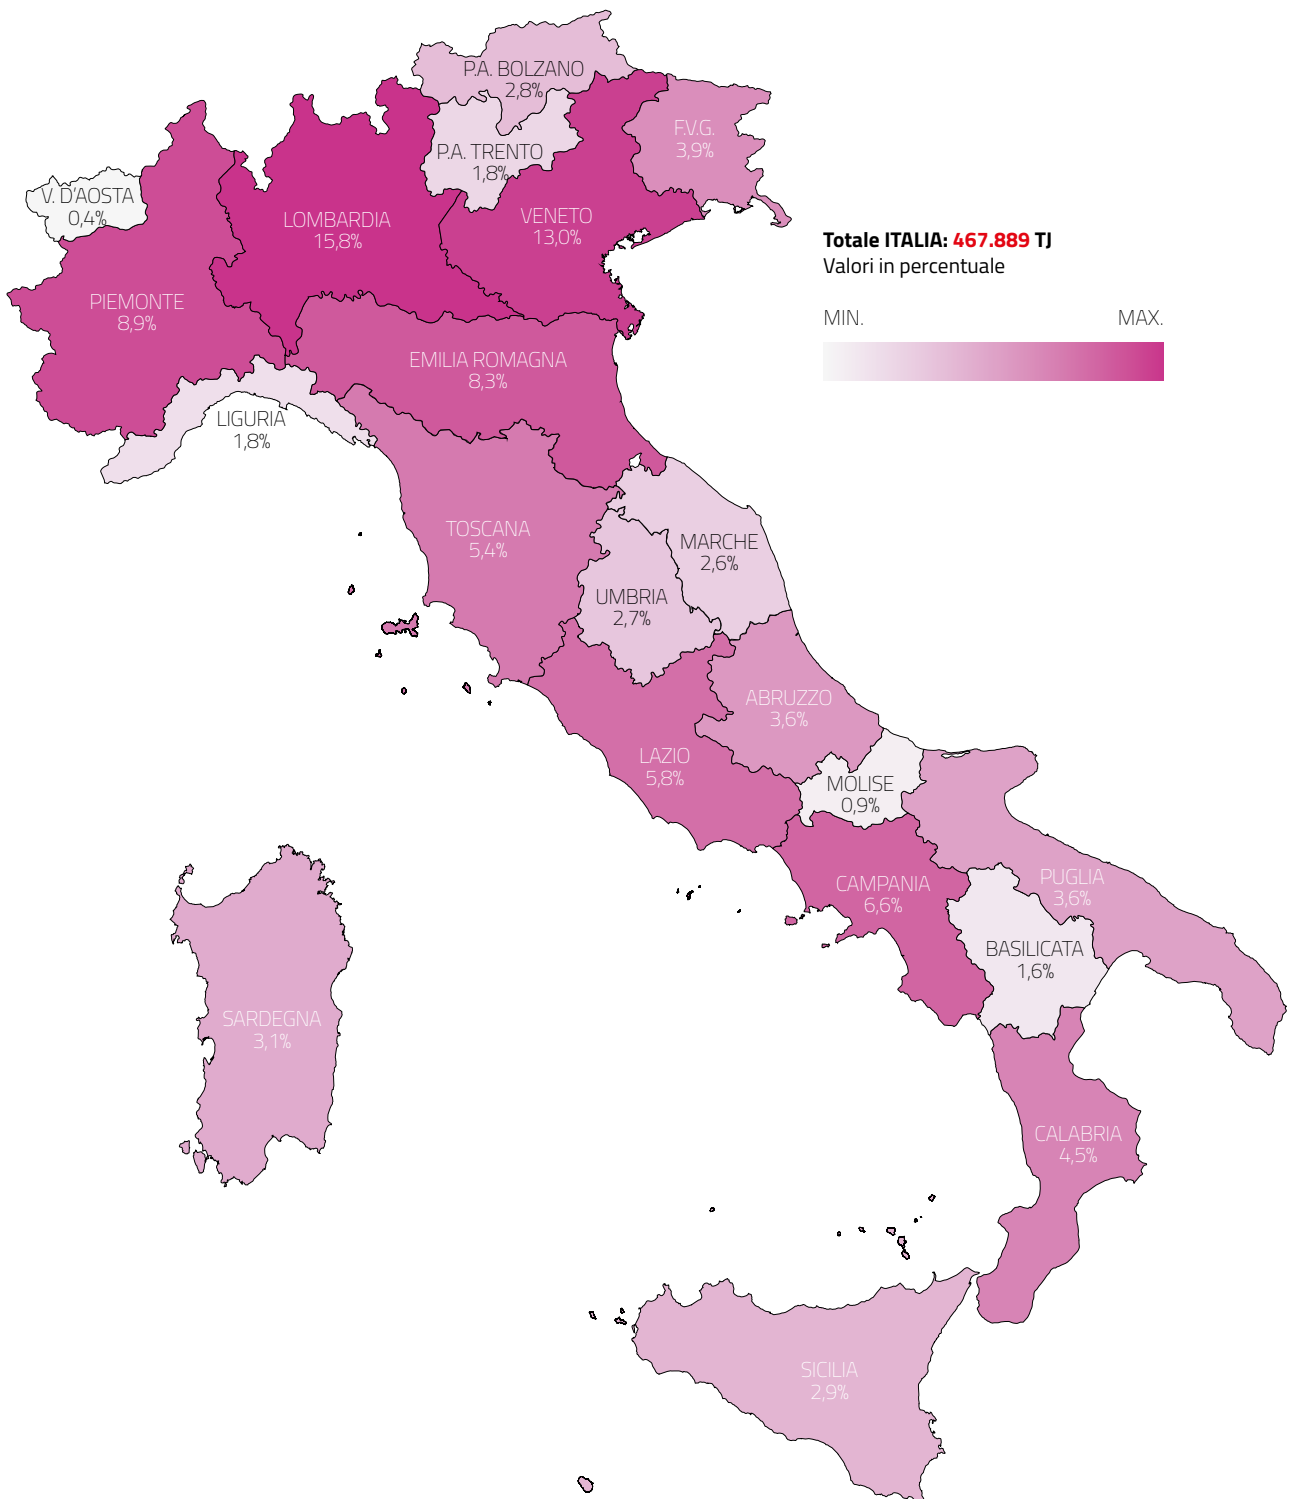 P.A. BOLZANO
2,8%
F.V.G.
3,9%
P.A. TRENTO
1,8%
V. D'AOSTA
0,4%
LOMBARDIA
15,8%
VENETO
13,0%
Totale ITALIA: 467.889 TJ
Valori in percentuale
MIN. MAX.
PIEMONTE
8,9%
EMILIA ROMAGNA
8,3%
LIGURIA
1,8%
TOSCANA
5,4%
MARCHE
2,6%
UMBRIA
2,7%
ABRUZZO
3,6%
LAZIO
5,8%
MOLISE
0,9%
CAMPANIA
6,6%
PUGLIA
3,6%
BASILICATA
1,6%
SARDEGNA
3,1%
CALABRIA
4,5%
SICILIA
2,9%